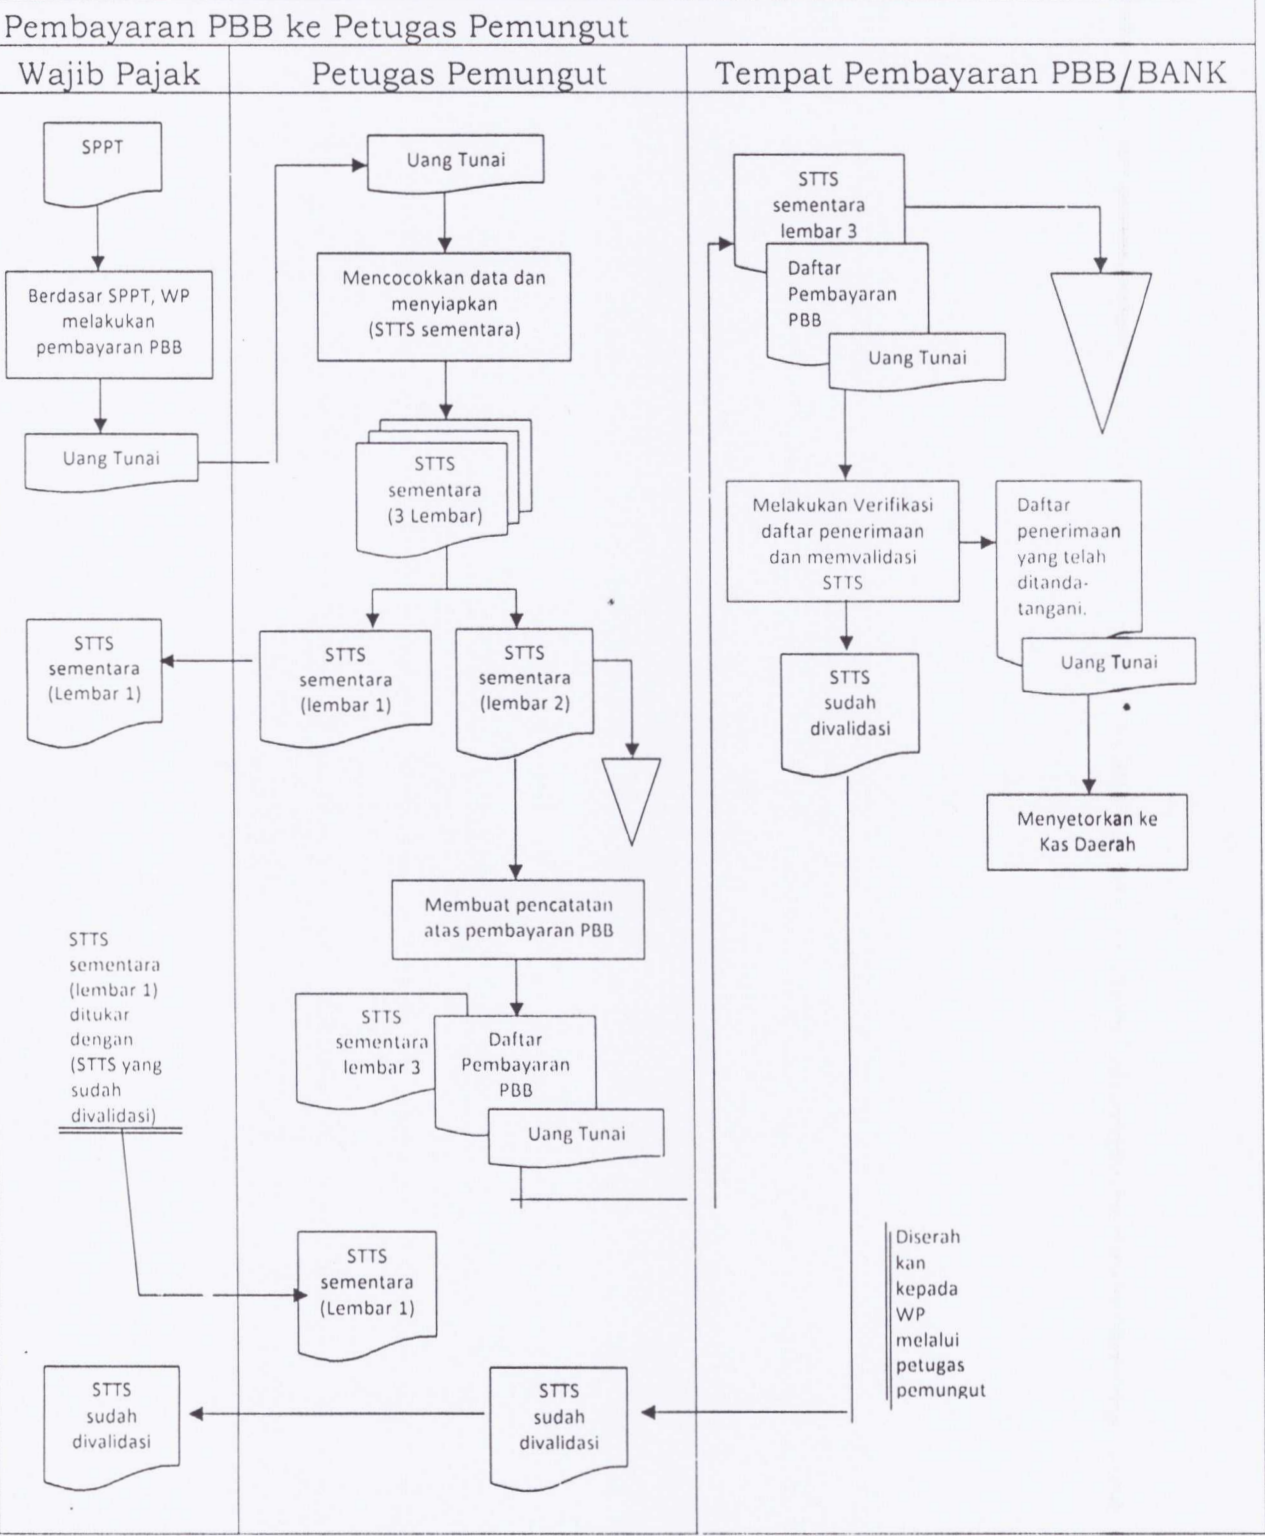 Pembayaran PBB ke Petugas Pemungut
Wajib Pajak
Petugas Pemungut
Tempat Pembayaran PBB/BANK
SPPT
Berdasar SPPT, WP
melakukan
pembayaran PBB
Uang Tunai
STTS
sementara
(Lembar 1)
STTS
sementara
(lembar 1)
ditukar
dengan
(STTS yang
sudah
divalidasi)
STTS
sudah
divalidasi
Uang Tunai
Mencocokkan data dan
menyiapkan
(STTS sementara)
STTS
sementara
(3 Lembar)
STTS
sementara
(lembar 1)
STTS
sementara
(lembar 2)
Membuat pencatatan
atas pembayaran PBB
STTS
sementara
lembar 3
Daftar
Pembayaran
PBB
Uang Tunai
STTS
sementara
(Lembar 1)
STTS
sudah
divalidasi
STTS
sementara
lembar 3
Daftar
Pembayaran
PBB
Uang Tunai
Melakukan Verifikasi
daftar penerimaan
dan memvalidasi
STTS
Daftar
penerimaan
yang telah
ditanda-
tangani.
Uang Tunai
STTS
sudah
divalidasi
Menyetorkan ke
Kas Daerah
Diserah
kan
kepada
WP
melalui
petugas
pemungut